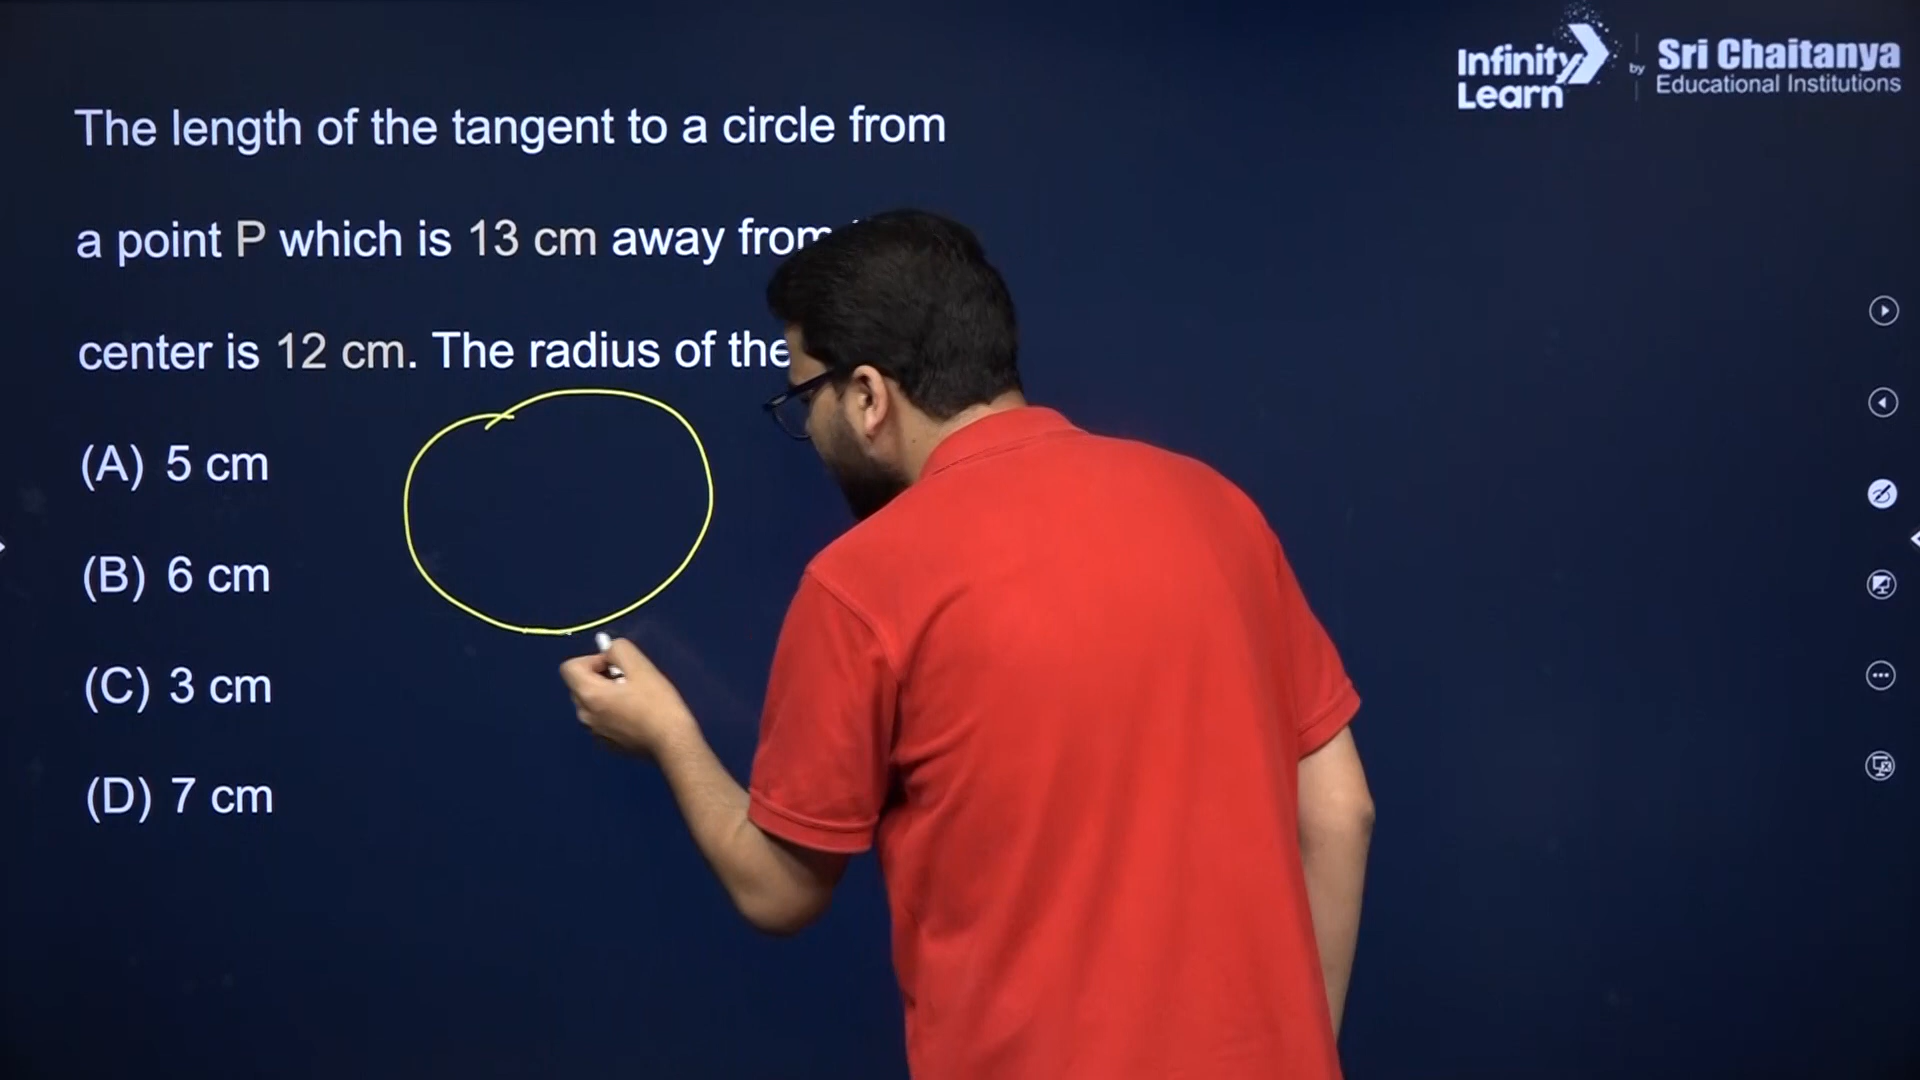 Infinity
Learn
by
Sri Chaitanya
Educational Institutions
The length of the tangent to a circle from
a point P which is 13 cm away from
center is 12 cm. The radius of the
(A) 5 cm
(B) 6 cm
(C) 3 cm
(D) 7 cm